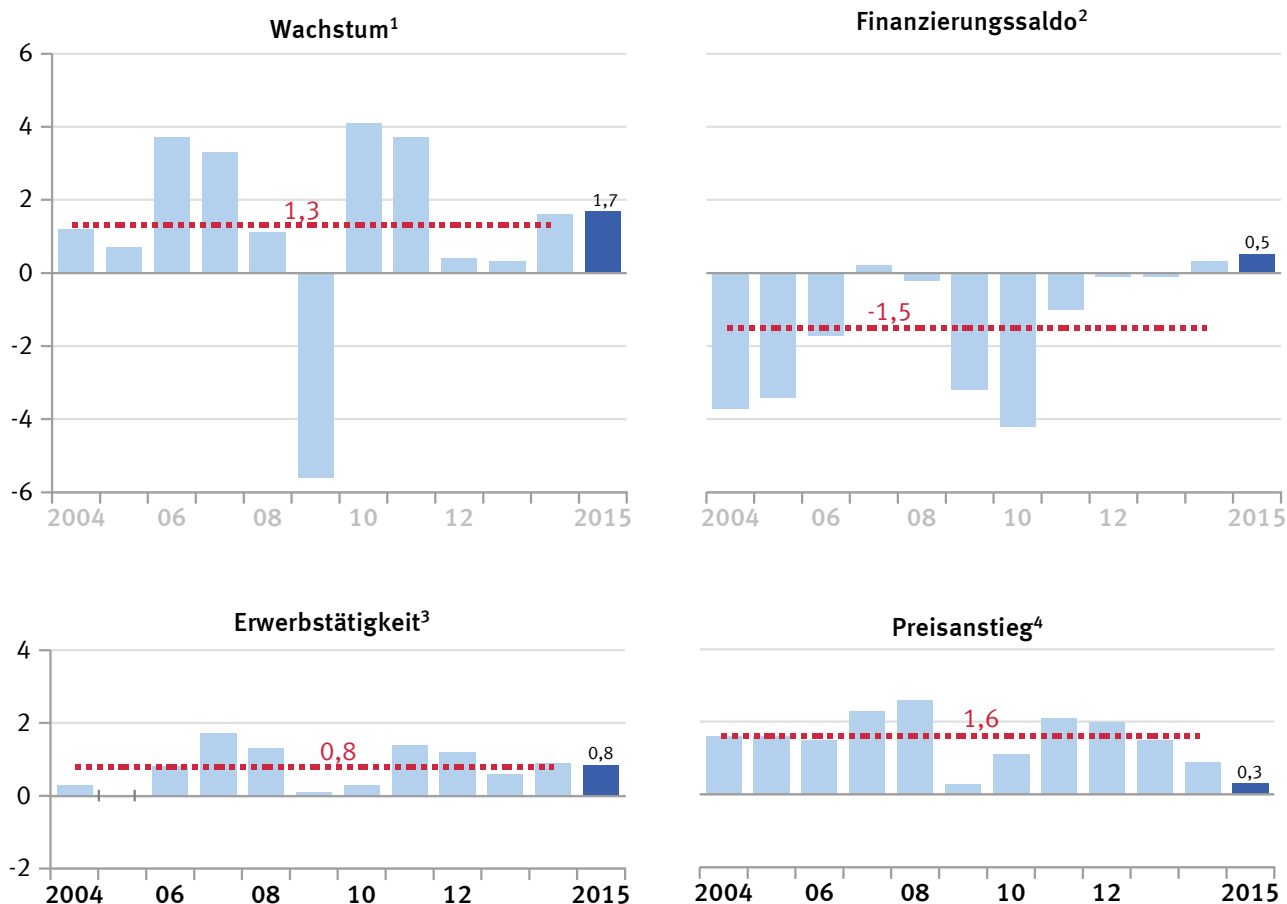 Wachstum¹
6
4
2
0
-2
-4
-6
1,3
1,7
2004 06 08 10 12 2015
Finanzierungssaldo²
-1,5
0,5
2004 06 08 10 12 2015
Erwerbstätigkeit³
4
2
0
-2
0,8
0,8
2004 06 08 10 12 2015
Preisanstieg⁴
1,6
0,3
2004 06 08 10 12 2015